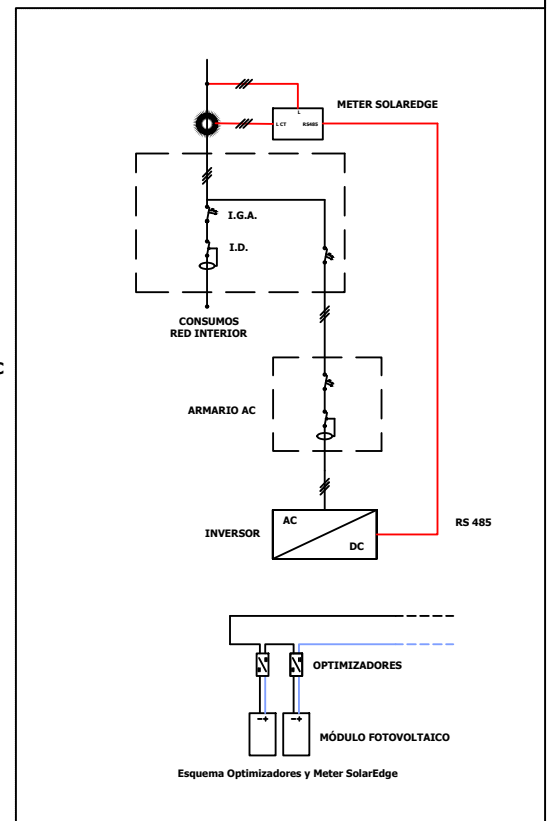 METER SOLAREDGE
L
L CT
RS485
I.G.A.
I.D.
CONSUMOS
RED INTERIOR
C
ARMARIO AC
AC
INVERSOR
DC
RS 485
OPTIMIZADORES
-+
-+
MÓDULO FOTOVOLTAICO
Esquema Optimizadores y Meter SolarEdge